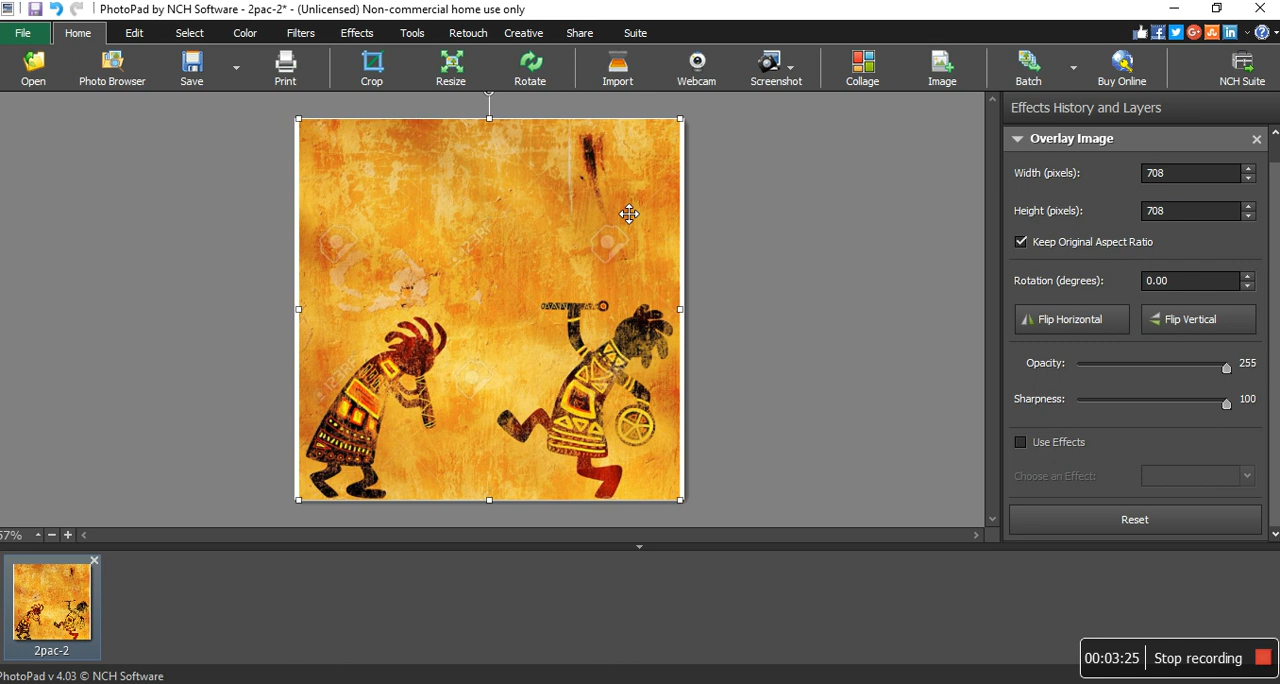 PhotoPad by NCH Software - 2pac-2* - (Unlicensed) Non-commercial home use only
File Home Edit Select Color Filters Effects Tools Retouch Creative Share Suite
Open Photo Browser Save Print Crop Resize Rotate Import Webcam Screenshot Collage Image Batch Buy Online NCH Suite
Effects History and Layers
Overlay Image
Width (pixels): 708
Height (pixels): 708
Keep Original Aspect Ratio
Rotation (degrees): 0.00
Flip Horizontal Flip Vertical
Opacity: 255
Sharpness: 100
Use Effects
Choose an Effect:
Reset
123RF
123RF
123RF
57%
2pac-2
00:03:25 Stop recording
PhotoPad v 4.03 © NCH Software